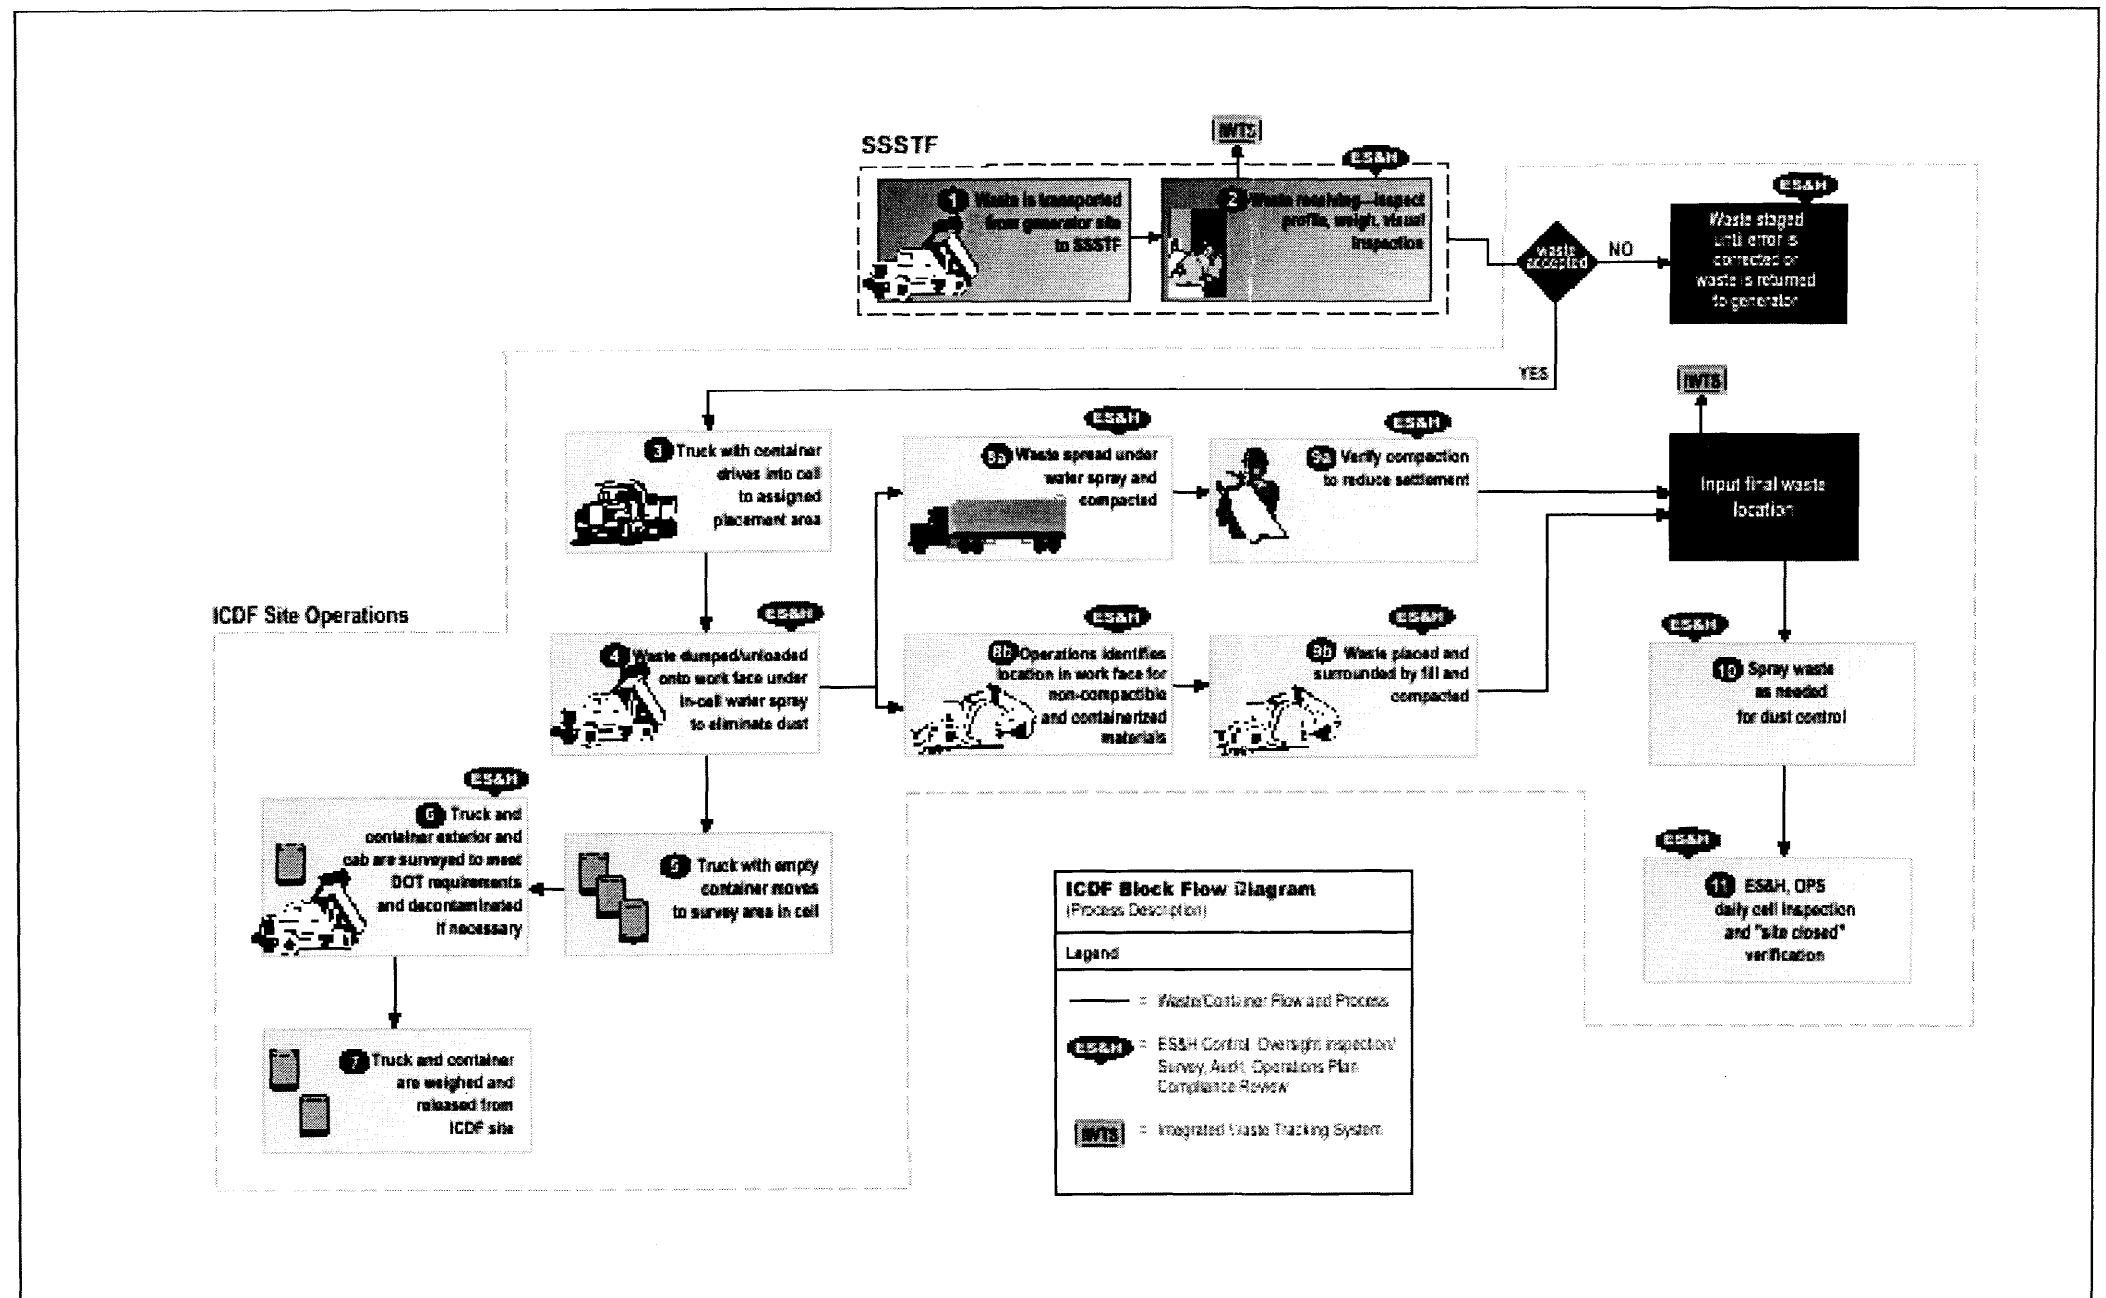 SSSTF
IWTS
ES&H
1 Waste is transported
from generator site
to SSSTF
2 Waste receiving—inspect
profile, weigh, visual
inspection
waste
accepted
NO
YES
ES&H
Waste staged
until error is
corrected or
waste is returned
to generator
ICDF Site Operations
3 Truck with container
drives into cell
to assigned
placement area
ES&H
4 Waste dumped/unloaded
onto work face under
in-cell water spray
to eliminate dust
5 Truck with empty
container moves
to survey area in cell
ES&H
6 Truck and
container exterior and
cab are surveyed to meet
DOT requirements
and decontaminated
if necessary
7 Truck and container
are weighed and
released from
ICDF site
ES&H
8a Waste spread under
water spray and
compacted
ES&H
9a Verify compaction
to reduce settlement
ES&H
8b Operations identifies
location in work face for
non-compactible
and containerized
materials
ES&H
9b Waste placed and
surrounded by fill and
compacted
IWTS
Input final waste
location
ES&H
10 Spray waste
as needed
for dust control
ES&H
11 ES&H, OPS
daily cell inspection
and "site closed"
verification
ICDF Block Flow Diagram
(Process Description)
Legend
= Waste/Container Flow and Process
ES&H = ES&H Control, Oversight inspection/
Survey, Audit, Operations Plan
Compliance Review
IWTS = Integrated Waste Tracking System